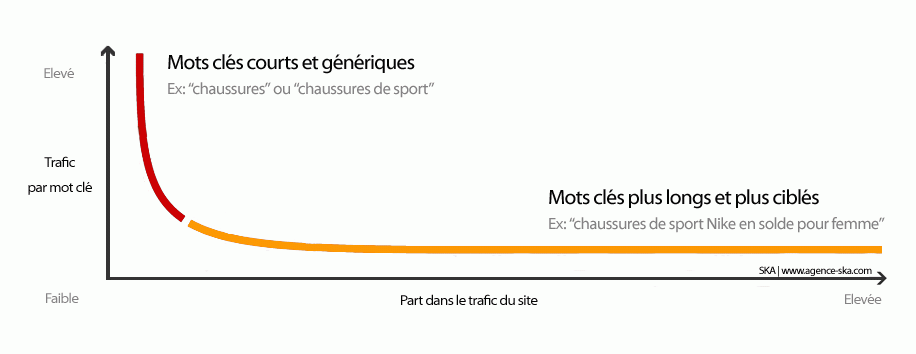 Mots clés courts et génériques
Elevé
Ex: “chaussures” ou “chaussures de sport”
Trafic
par mot clé
Mots clés plus longs et plus ciblés
Ex: “chaussures de sport Nike en solde pour femme”
SKA | www.agence-ska.com
Faible
Part dans le trafic du site
Elevée